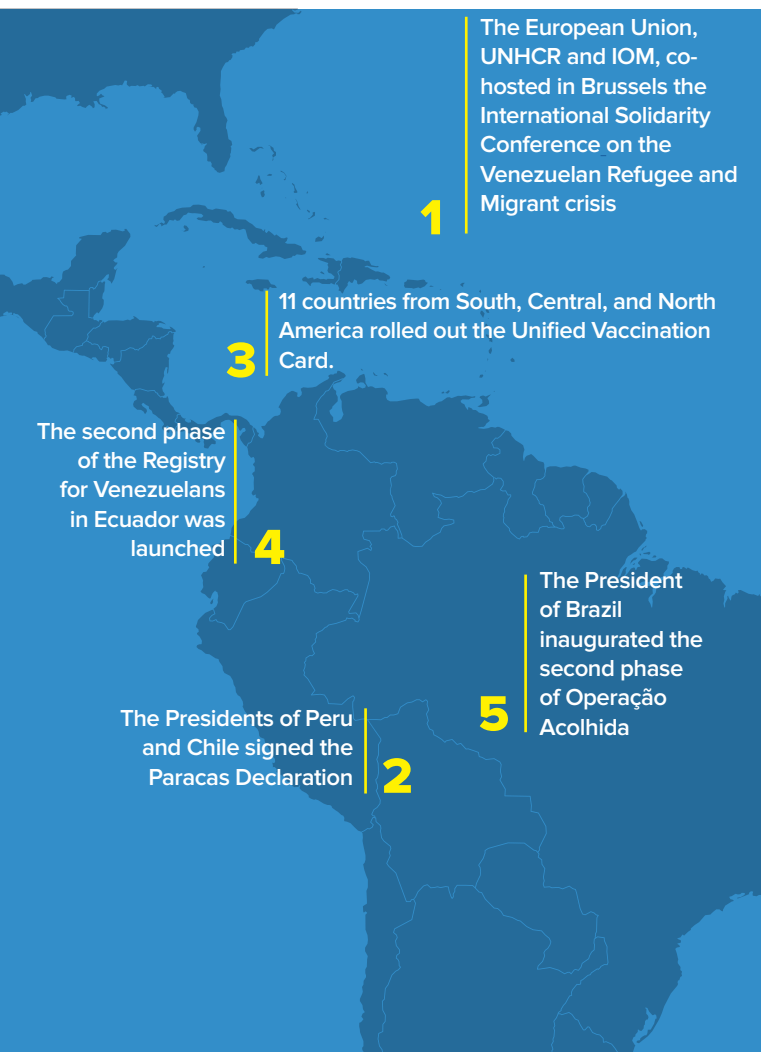 The European Union,
UNHCR and IOM, co-
hosted in Brussels the
International Solidarity
Conference on the
Venezuelan Refugee and
Migrant crisis
1
11 countries from South, Central, and North
America rolled out the Unified Vaccination
Card.
3
The second phase
of the Registry
for Venezuelans
in Ecuador was
launched
4
The President
of Brazil
inaugurated the
second phase
of Operação
Acolhida
5
The Presidents of Peru
and Chile signed the
Paracas Declaration
2